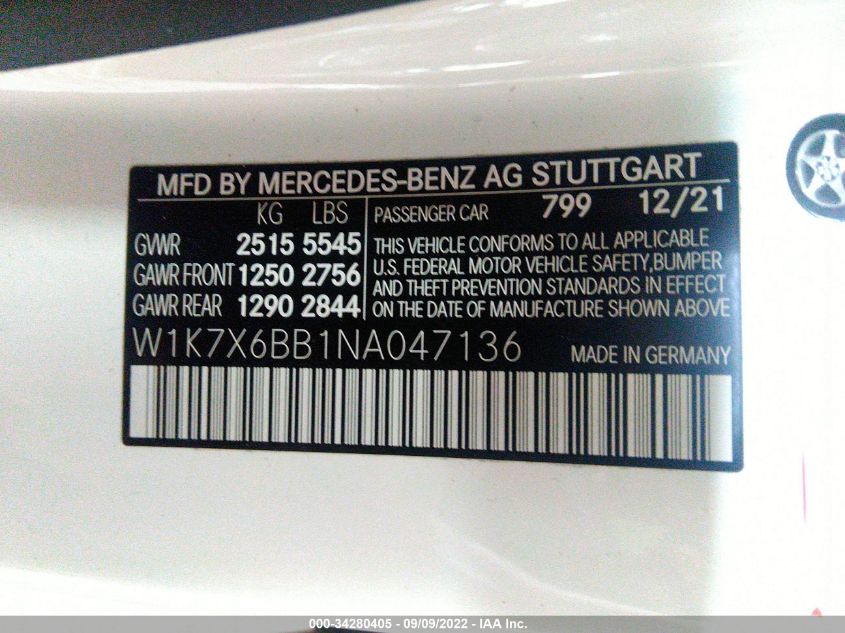 MFD BY MERCEDES-BENZ AG STUTTGART
KG LBS
GVWR 2515 5545
GAWR FRONT 1250 2756
GAWR REAR 1290 2844
PASSENGER CAR 799 12/21
THIS VEHICLE CONFORMS TO ALL APPLICABLE
U.S. FEDERAL MOTOR VEHICLE SAFETY,BUMPER
AND THEFT PREVENTION STANDARDS IN EFFECT
ON THE DATE OF MANUFACTURE SHOWN ABOVE
W1K7X6BB1NA047136 MADE IN GERMANY
000-34280405 - 09/09/2022 - IAA Inc.